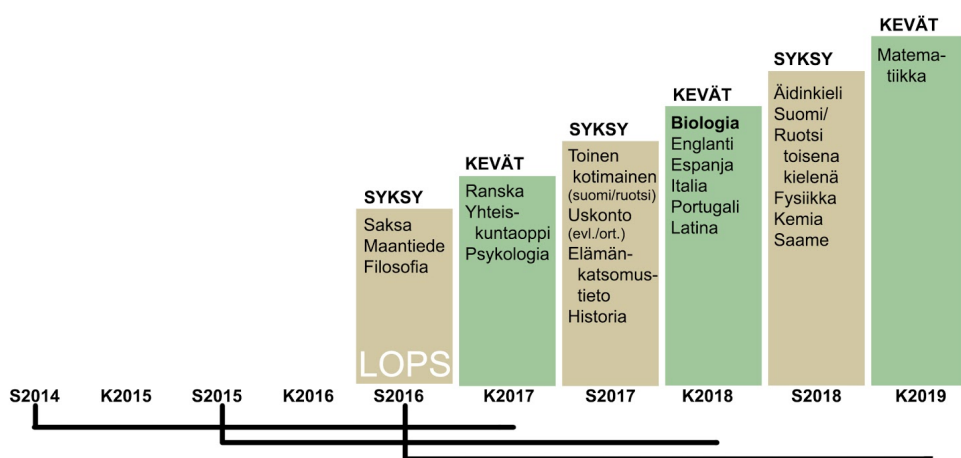 SYKSY
Saksa
Maantiede
Filosofia
LOPS
KEVÄT
Ranska
Yhteis-
kuntaoppi
Psykologia
SYKSY
Toinen
kotimainen
(suomi/ruotsi)
Uskonto
(evl./ort.)
Elämän-
katsomus-
tieto
Historia
KEVÄT
Biologia
Englanti
Espanja
Italia
Portugali
Latina
SYKSY
Äidinkieli
Suomi/
Ruotsi
toisena
kielenä
Fysiikka
Kemia
Saame
KEVÄT
Matema-
tiikka
S2014 K2015 S2015 K2016 S2016 K2017 S2017 K2018 S2018 K2019